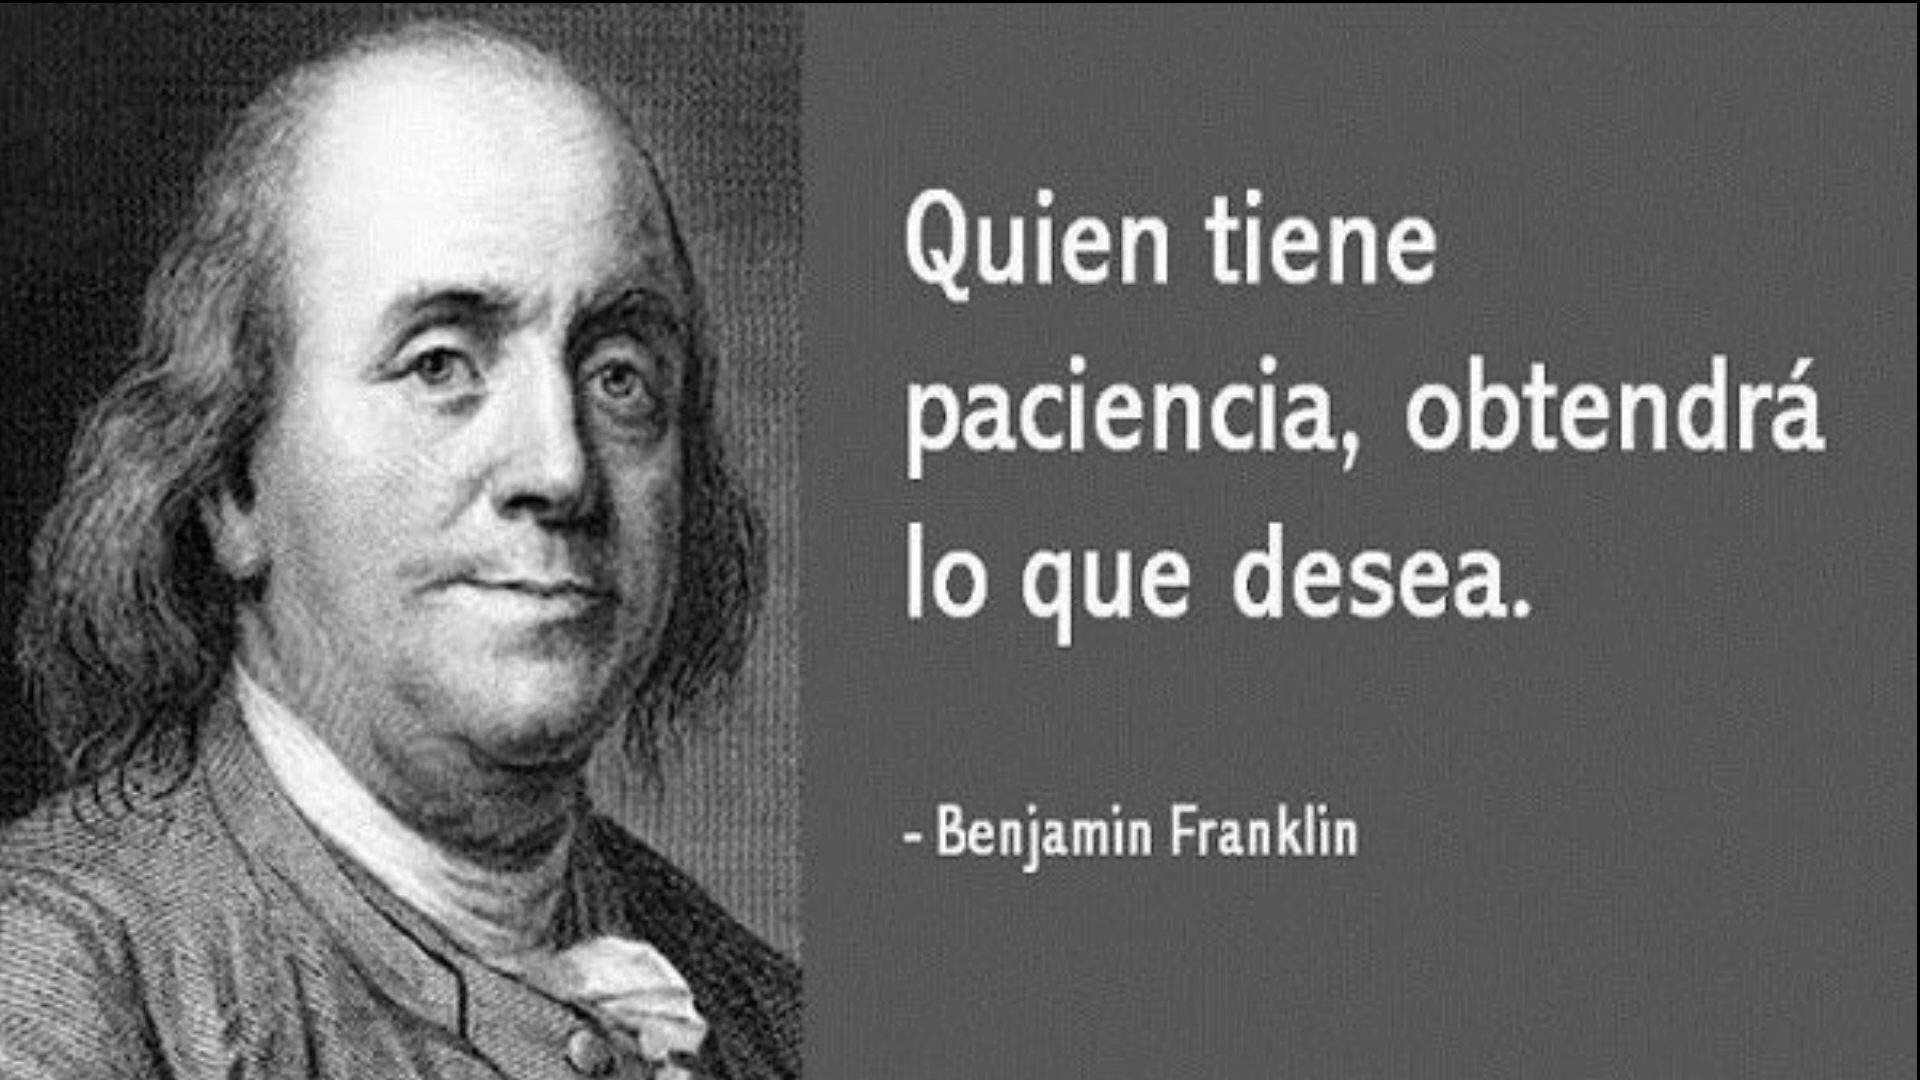 Quien tiene
paciencia, obtendrá
lo que desea.
- Benjamin Franklin